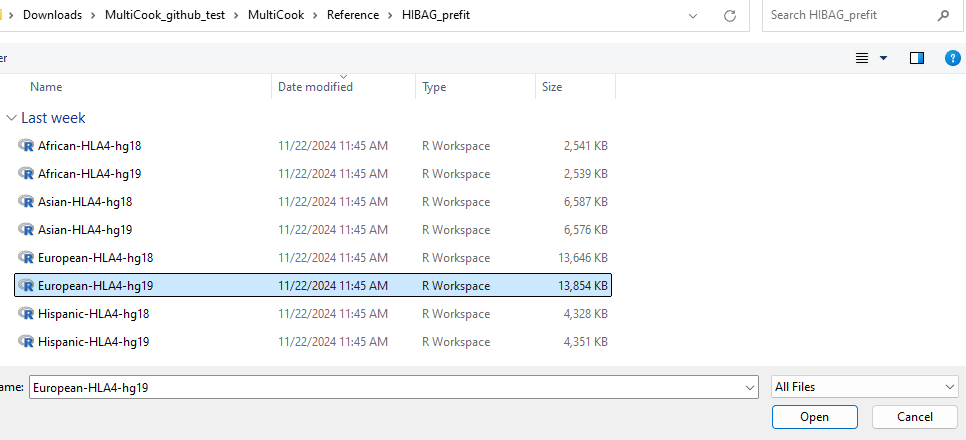 Downloads > MultiCook_github_test > MultiCook > Reference > HIBAG_prefit
Search HIBAG_prefit
er
Name Date modified Type Size
Last week
African-HLA4-hg18 11/22/2024 11:45 AM R Workspace 2,541 KB
African-HLA4-hg19 11/22/2024 11:45 AM R Workspace 2,539 KB
Asian-HLA4-hg18 11/22/2024 11:45 AM R Workspace 6,587 KB
Asian-HLA4-hg19 11/22/2024 11:45 AM R Workspace 6,576 KB
European-HLA4-hg18 11/22/2024 11:45 AM R Workspace 13,646 KB
European-HLA4-hg19 11/22/2024 11:45 AM R Workspace 13,854 KB
Hispanic-HLA4-hg18 11/22/2024 11:45 AM R Workspace 4,328 KB
Hispanic-HLA4-hg19 11/22/2024 11:45 AM R Workspace 4,351 KB
ame: European-HLA4-hg19 All Files
Open Cancel